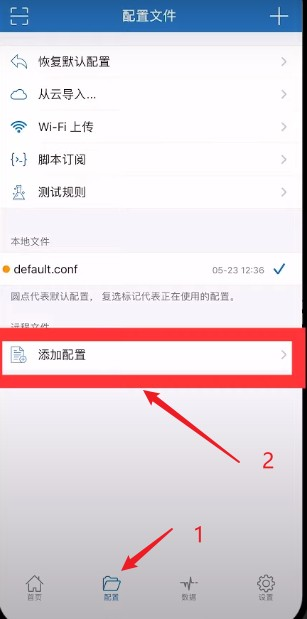 配置文件
恢复默认配置
从云导入...
Wi-Fi 上传
脚本订阅
测试规则
本地文件
default.conf 05-23 12:36
圆点代表默认配置，复选标记代表正在使用的配置。
远程文件
添加配置
2
1
首页 配置 数据 设置